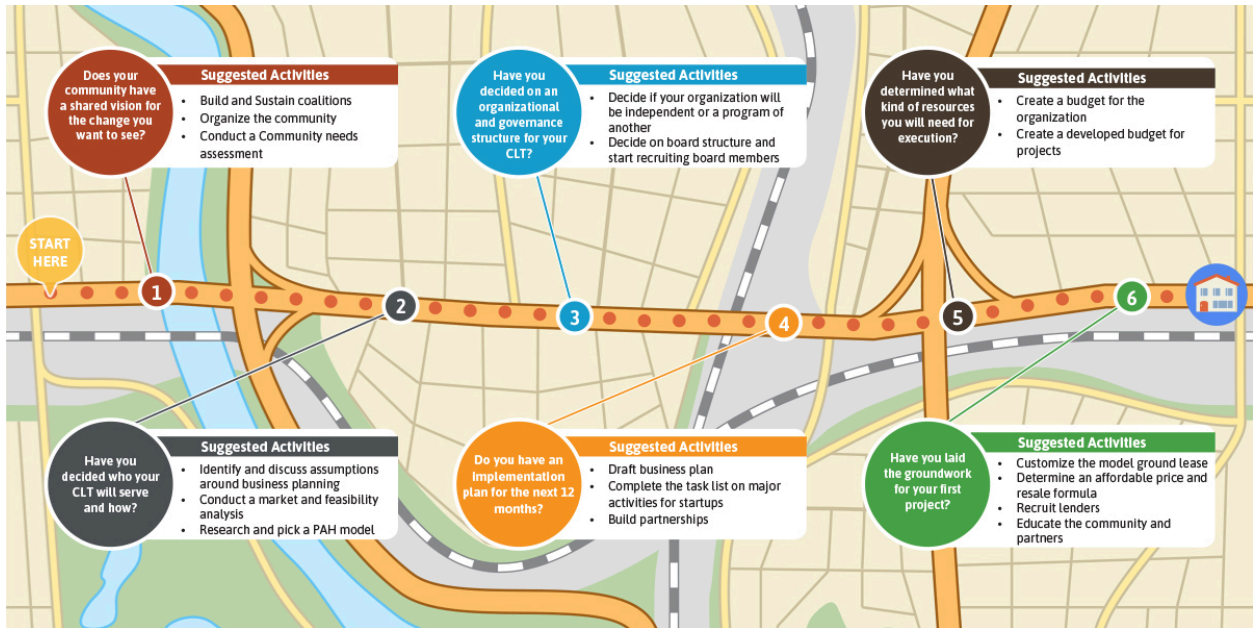 START
HERE
1
Does your
community have
a shared vision for
the change you
want to see?
Suggested Activities
• Build and Sustain coalitions
• Organize the community
• Conduct a Community needs
assessment
2
Have you
decided who your
CLT will serve
and how?
Suggested Activities
• Identify and discuss assumptions
around business planning
• Conduct a market and feasibility
analysis
• Research and pick a PAH model
3
Have you
decided on an
organizational
and governance
structure for your
CLT?
Suggested Activities
• Decide if your organization will
be independent or a program of
another
• Decide on board structure and
start recruiting board members
4
Do you have an
Implementation
plan for the next 12
months?
Suggested Activities
• Draft business plan
• Complete the task list on major
activities for startups
• Build partnerships
5
Have you
determined what
kind of resources
you will need for
execution?
Suggested Activities
• Create a budget for the
organization
• Create a developed budget for
projects
6
Have you laid
the groundwork
for your first
project?
Suggested Activities
• Customize the model ground lease
• Determine an affordable price and
resale formula
• Recruit lenders
• Educate the community and
partners